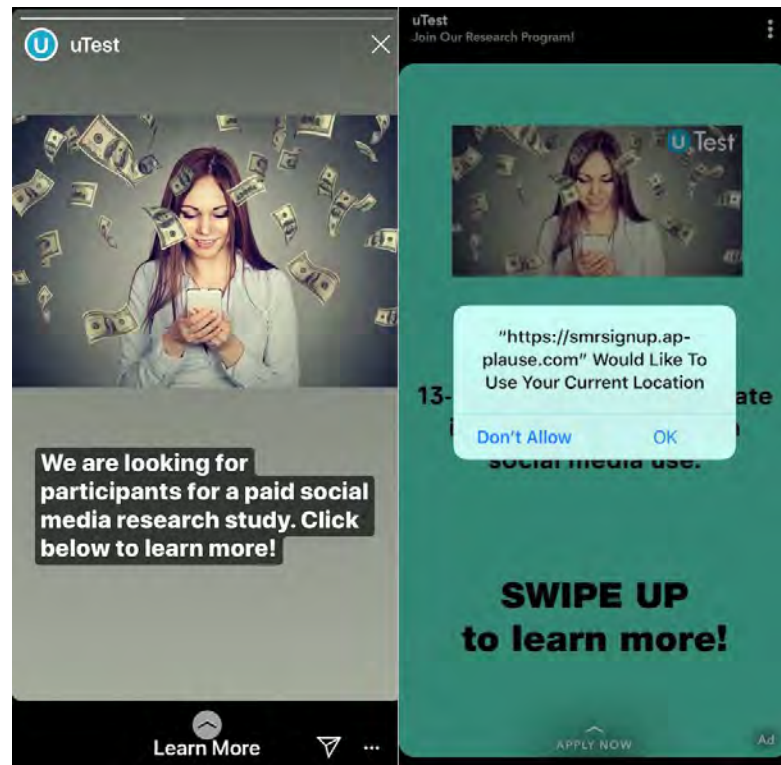 uTest
We are looking for
participants for a paid social
media research study. Click
below to learn more!
Learn More
uTest
Join Our Research Program!
U Test
"https://smrsignup.ap-
plause.com" Would Like To
Use Your Current Location
Don't Allow
OK
13-
ate
social media use.
SWIPE UP
to learn more!
APPLY NOW
Ad